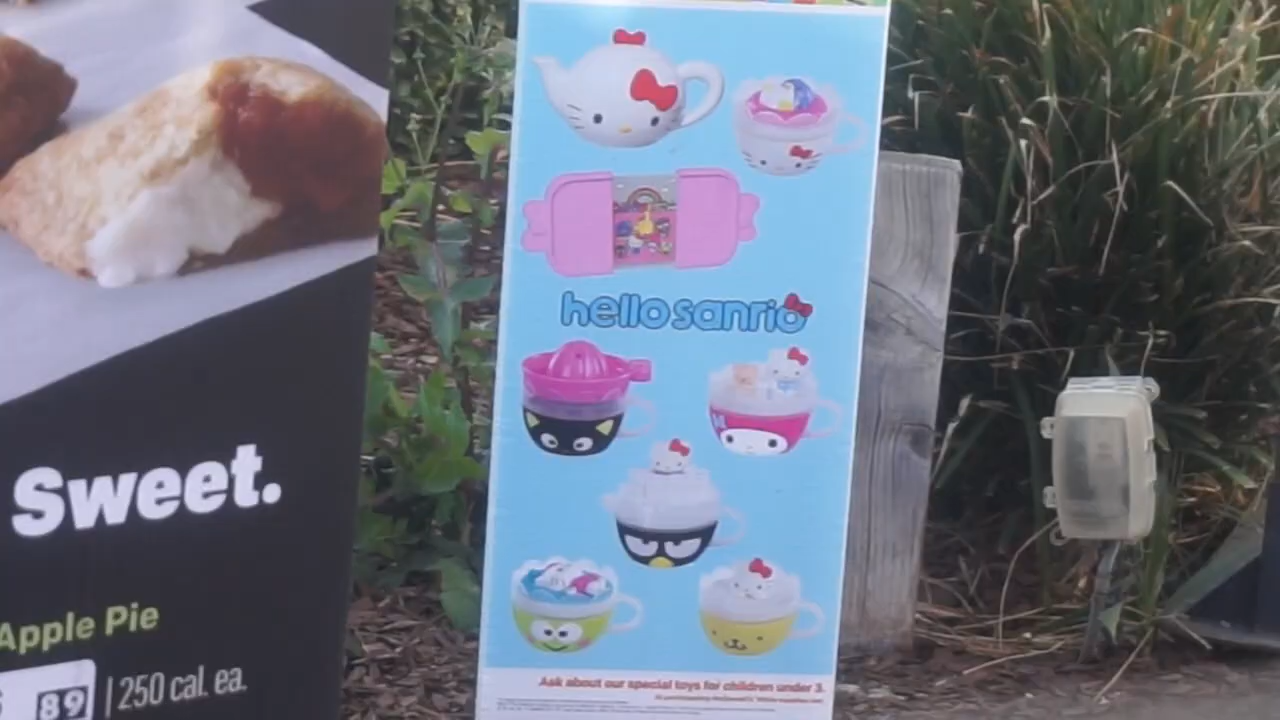 Sweet.
Apple Pie
89 | 250 cal. ea.
hello sanrio
Ask about our special toys for children under 3.